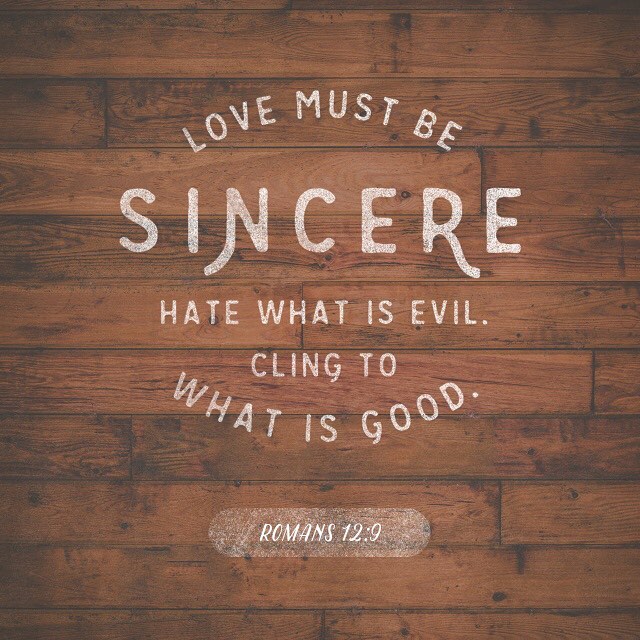 LOVE MUST BE
SINCERE
HATE WHAT IS EVIL.
CLING TO
WHAT IS GOOD.
ROMANS 12:9